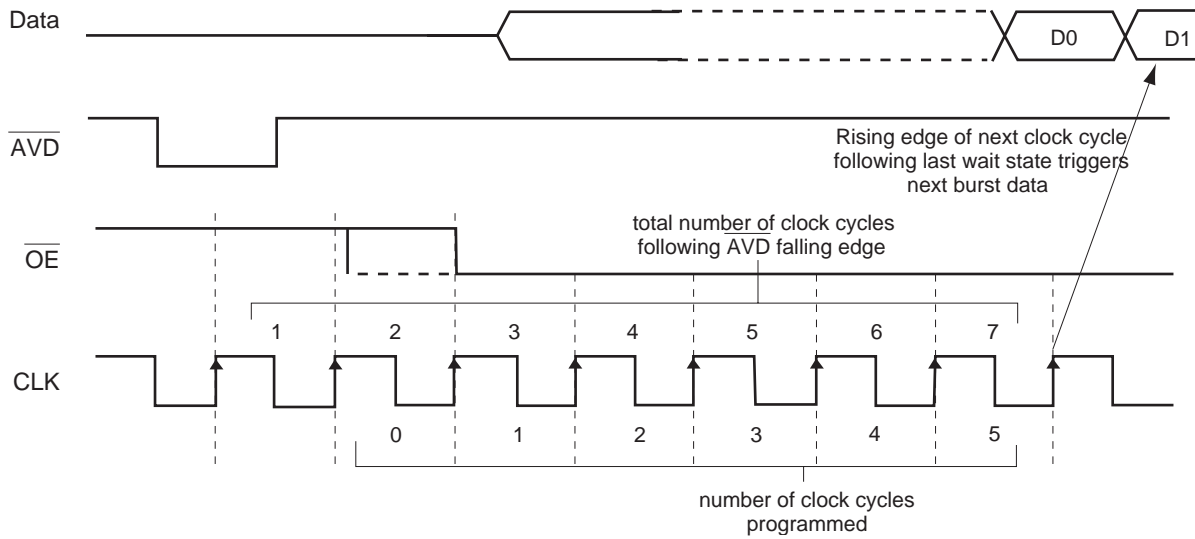 Data
D0
D1
AVD
Rising edge of next clock cycle
following last wait state triggers
next burst data
total number of clock cycles
following AVD falling edge
OE
1 2 3 4 5 6 7
CLK
0 1 2 3 4 5
number of clock cycles
programmed